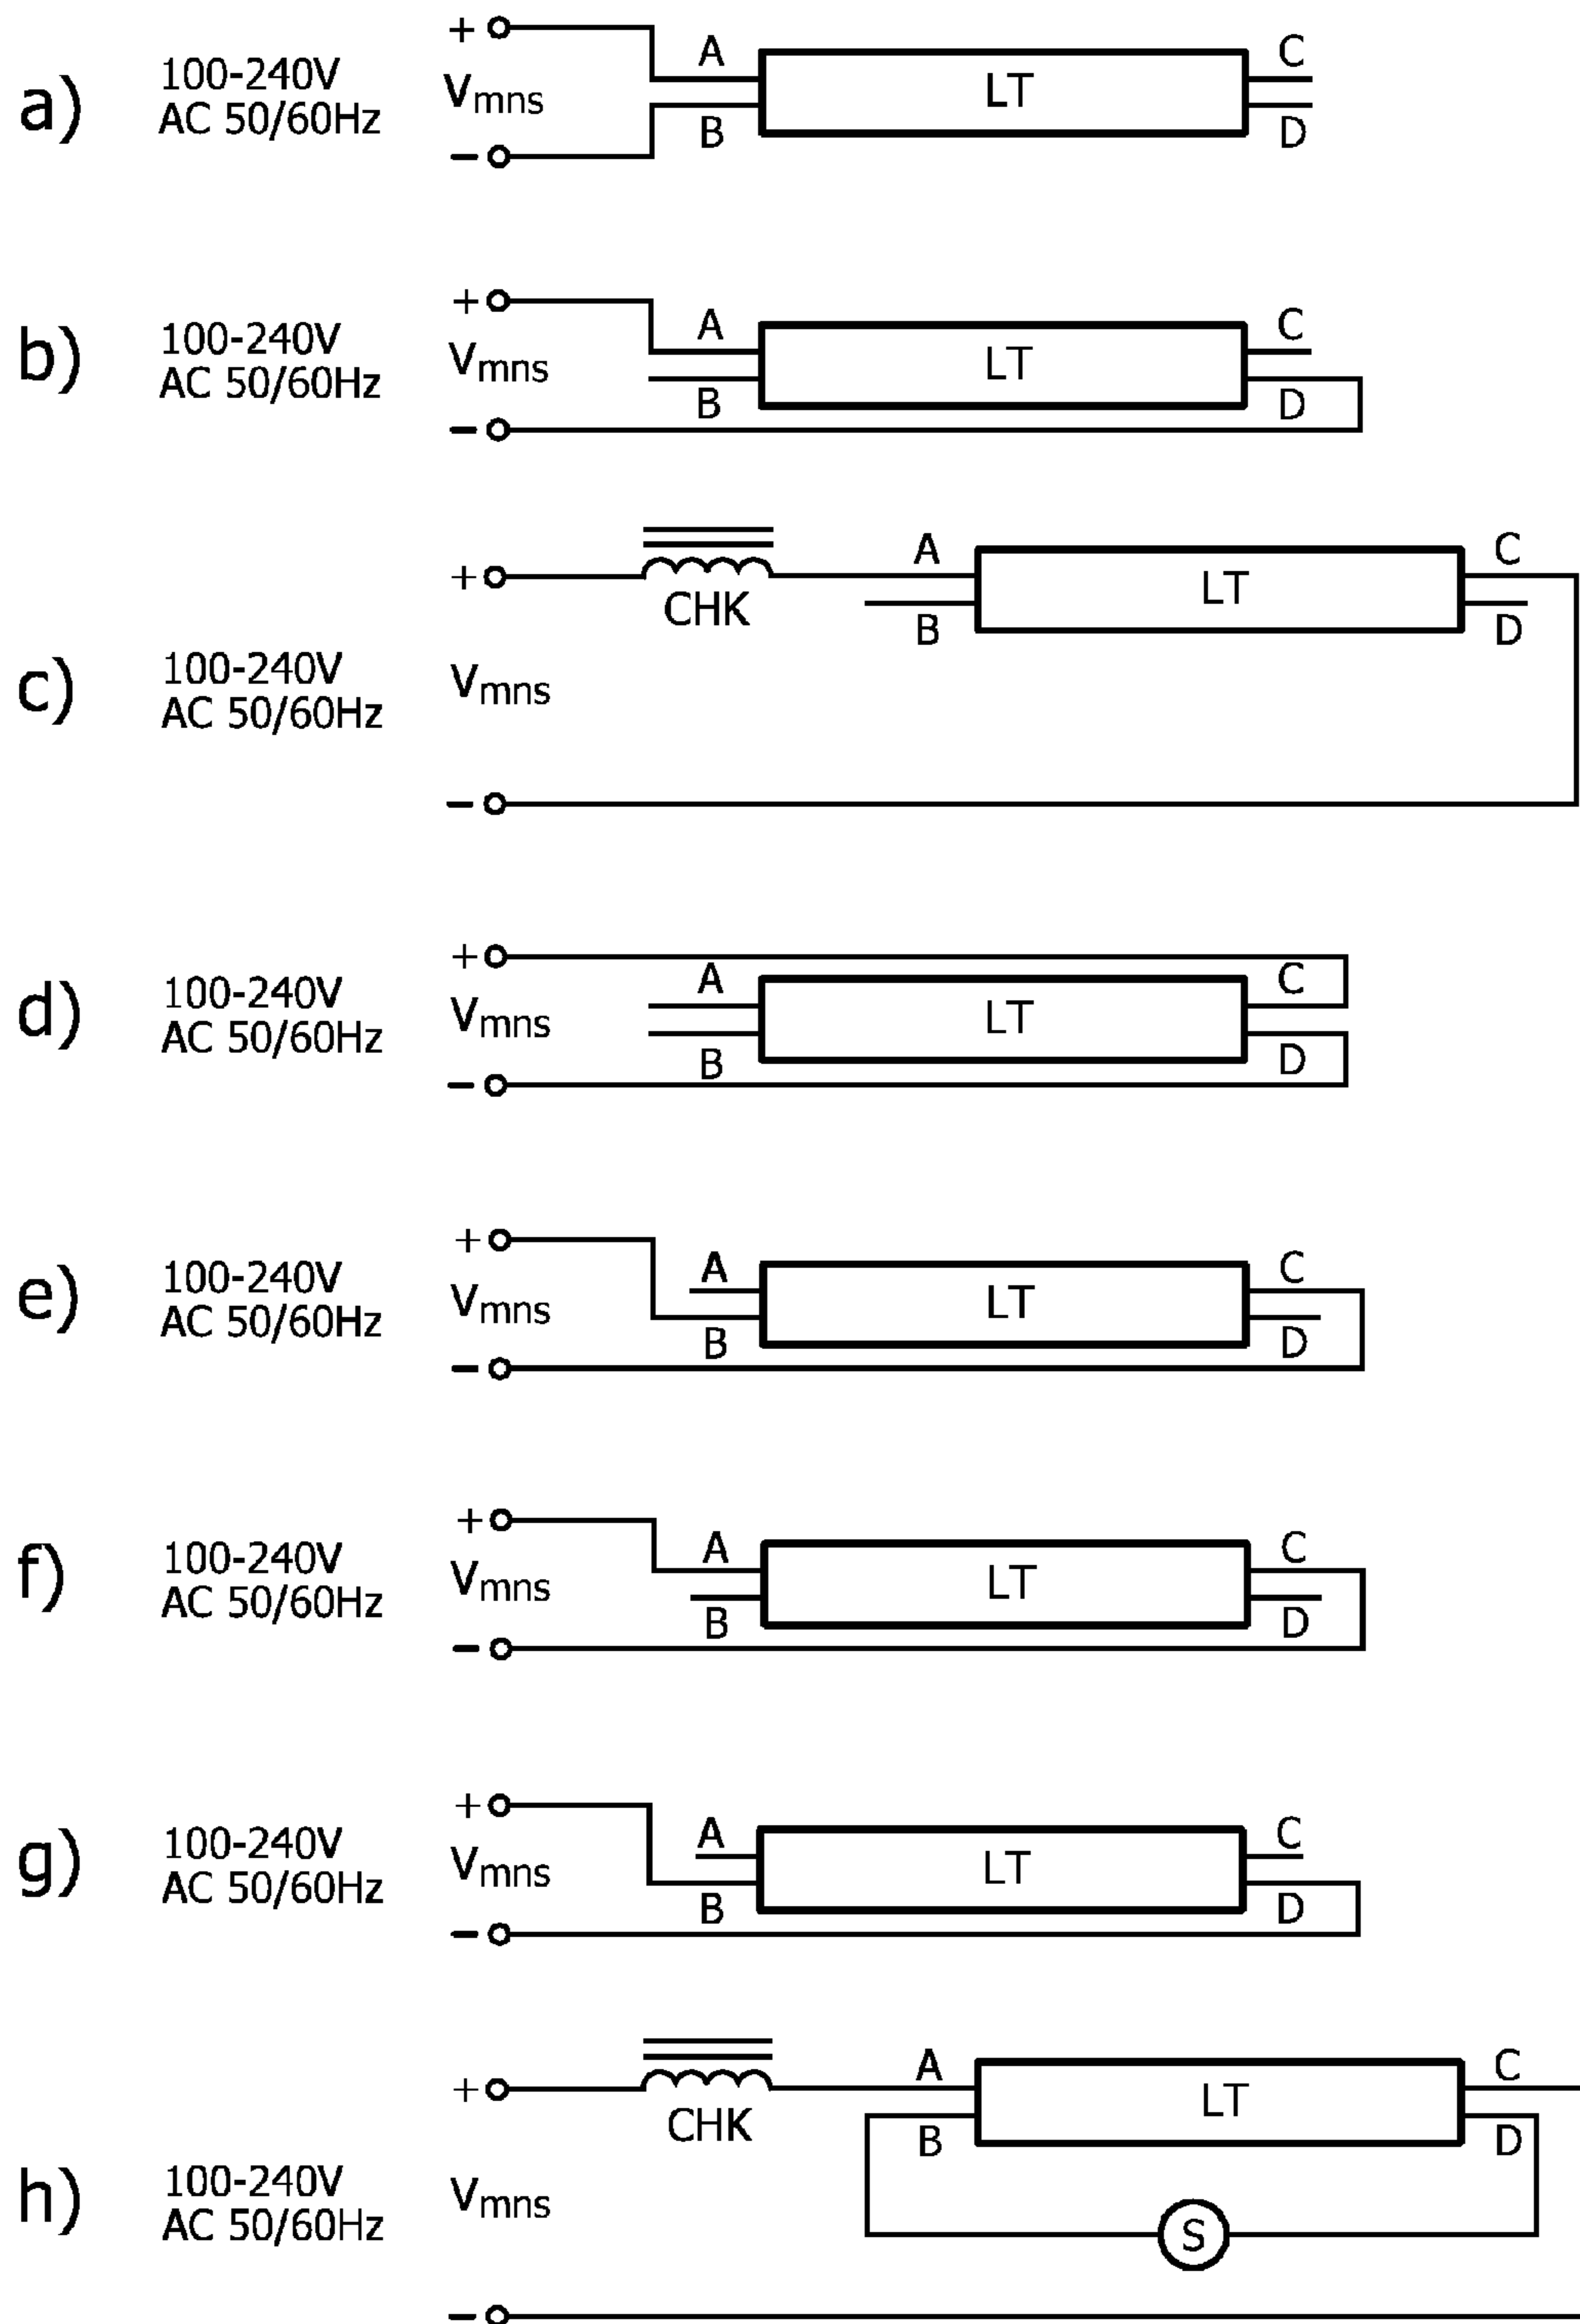 + A C
a) 100-240V Vmns LT
AC 50/60Hz
− B D
+ A C
b) 100-240V Vmns LT
AC 50/60Hz
− B D
+ CHK A LT C
B D
c) 100-240V Vmns
AC 50/60Hz
−
+ A C
d) 100-240V Vmns LT
AC 50/60Hz
− B D
+ A C
e) 100-240V Vmns LT
AC 50/60Hz
− B D
+ A C
f) 100-240V Vmns LT
AC 50/60Hz
− B D
+ A C
g) 100-240V Vmns LT
AC 50/60Hz
− B D
+ CHK A LT C
B D
h) 100-240V Vmns S
AC 50/60Hz
−